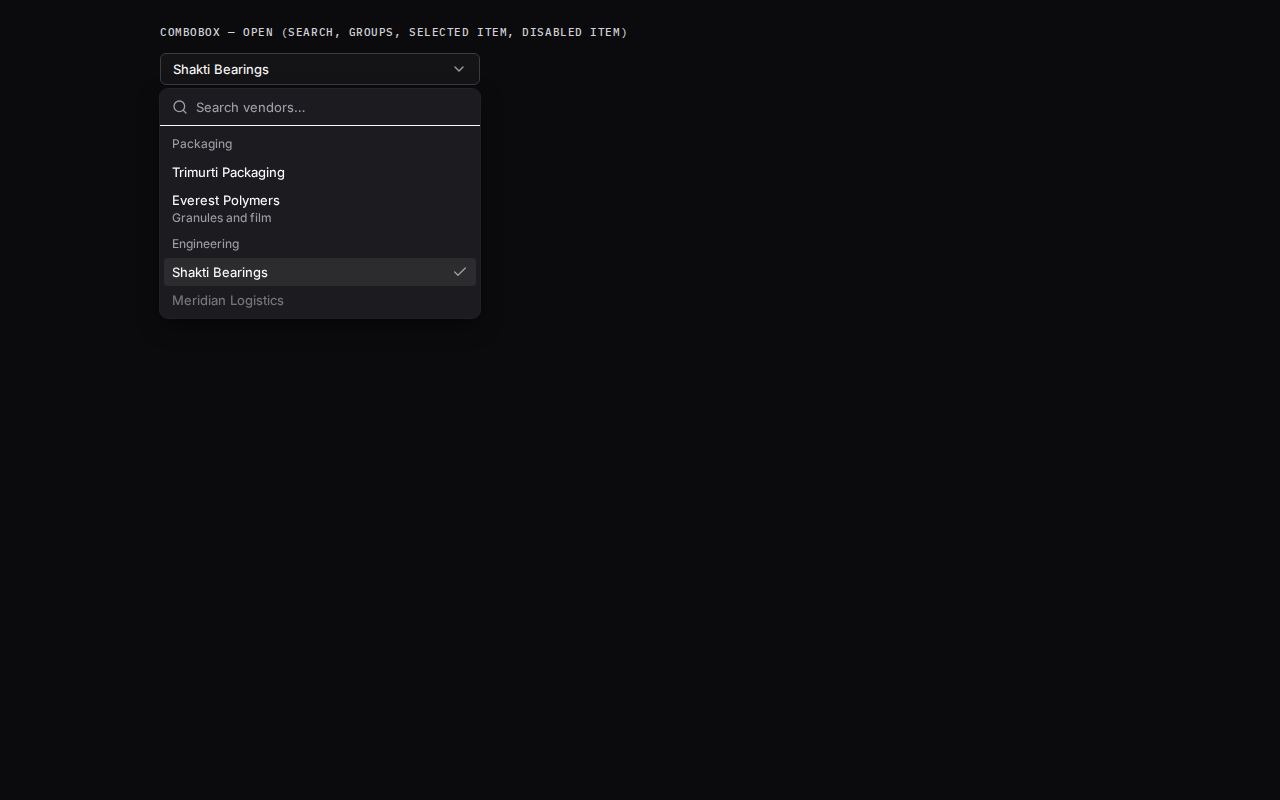 COMBOBOX — OPEN (SEARCH, GROUPS, SELECTED ITEM, DISABLED ITEM)
Shakti Bearings
Search vendors...
Packaging
Trimurti Packaging
Everest Polymers
Granules and film
Engineering
Shakti Bearings
Meridian Logistics